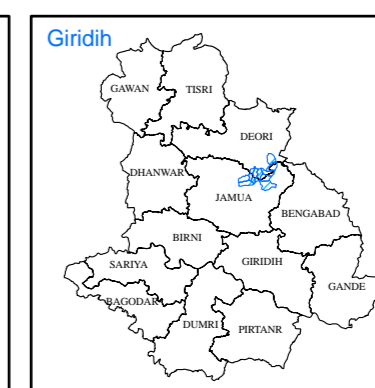 Giridih
GAWAN
TISRI
DEORI
DHANWAR
JAMUA
BENGABAD
BIRNI
SARIYA
GIRIDIH
GANDE
BAGODAR
DUMRI
PIRTANR